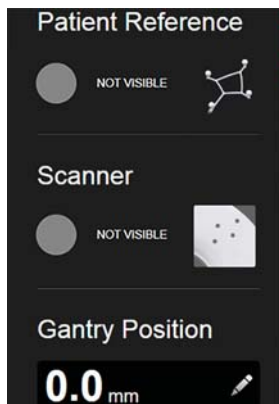 Patient Reference
NOT VISIBLE
Scanner
NOT VISIBLE
Gantry Position
0.0 mm